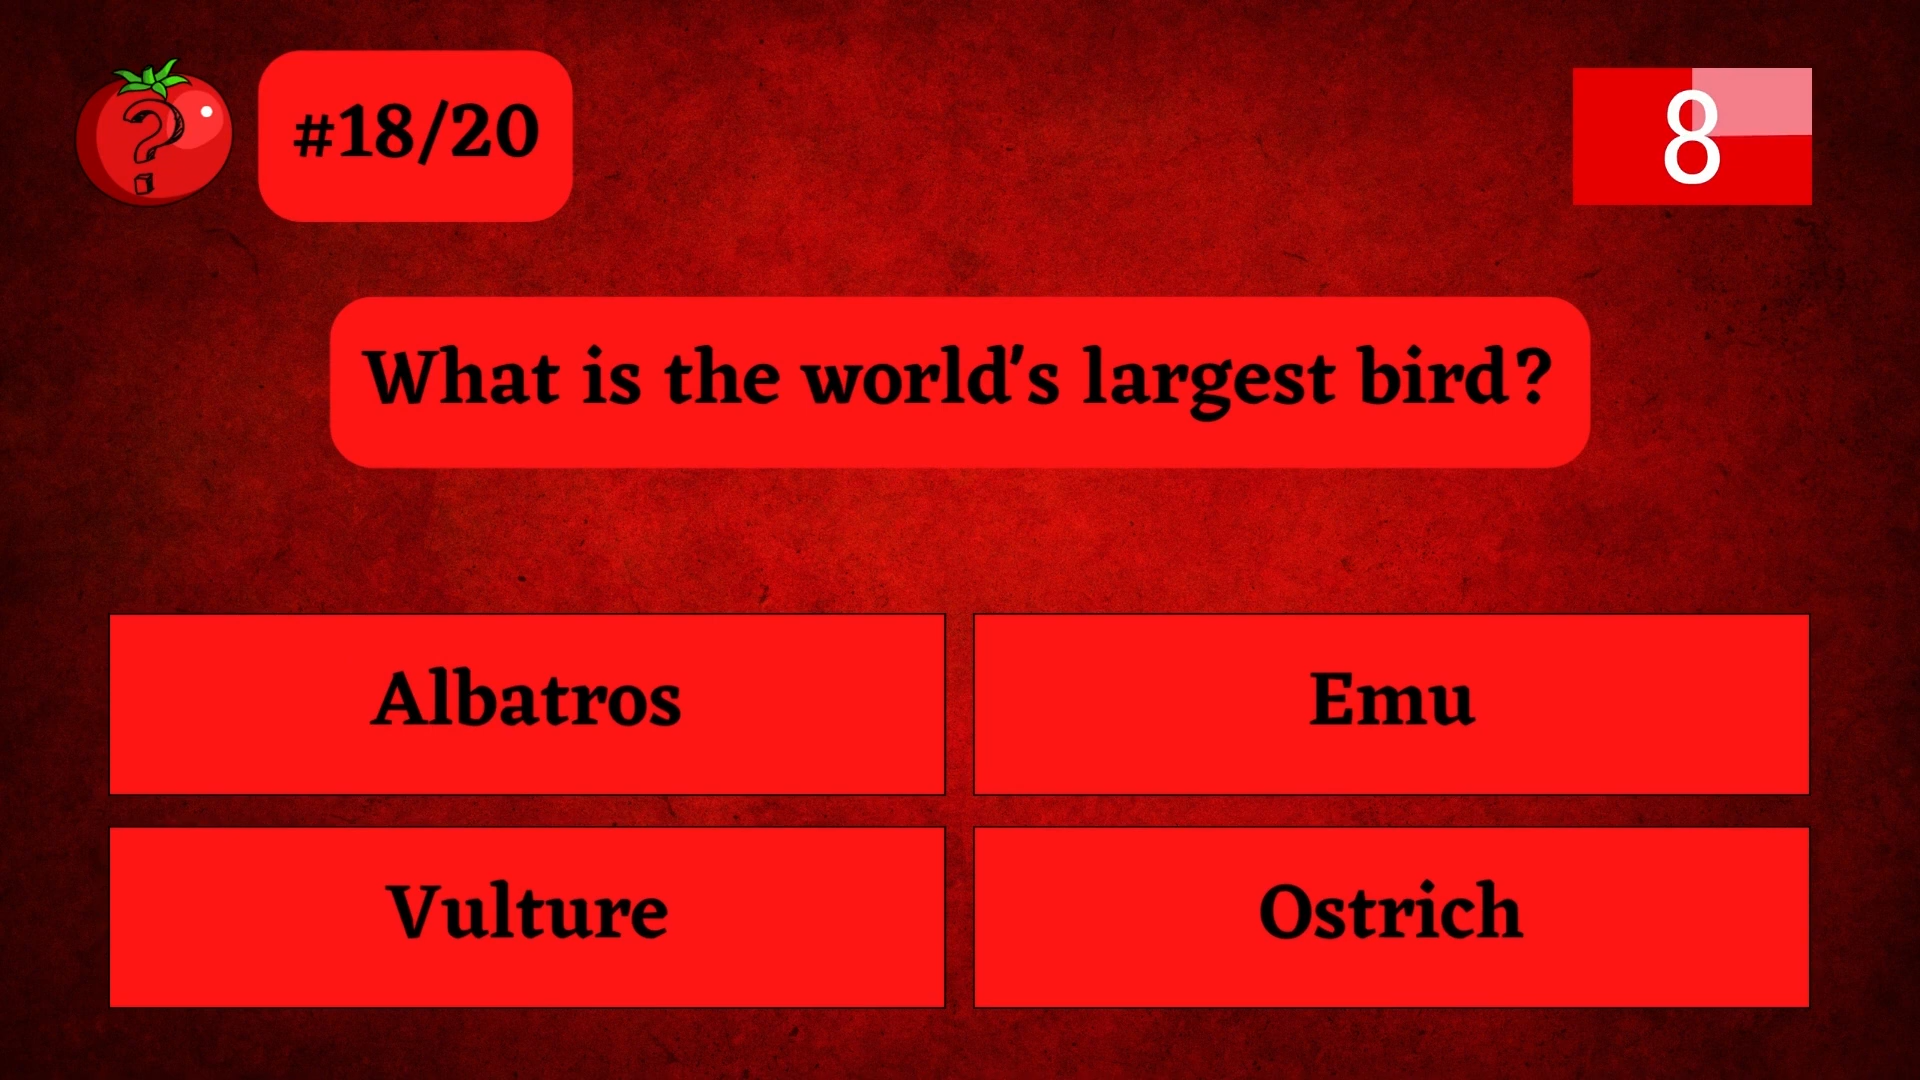 ?
#18/20
8
What is the world's largest bird?
Albatros
Emu
Vulture
Ostrich